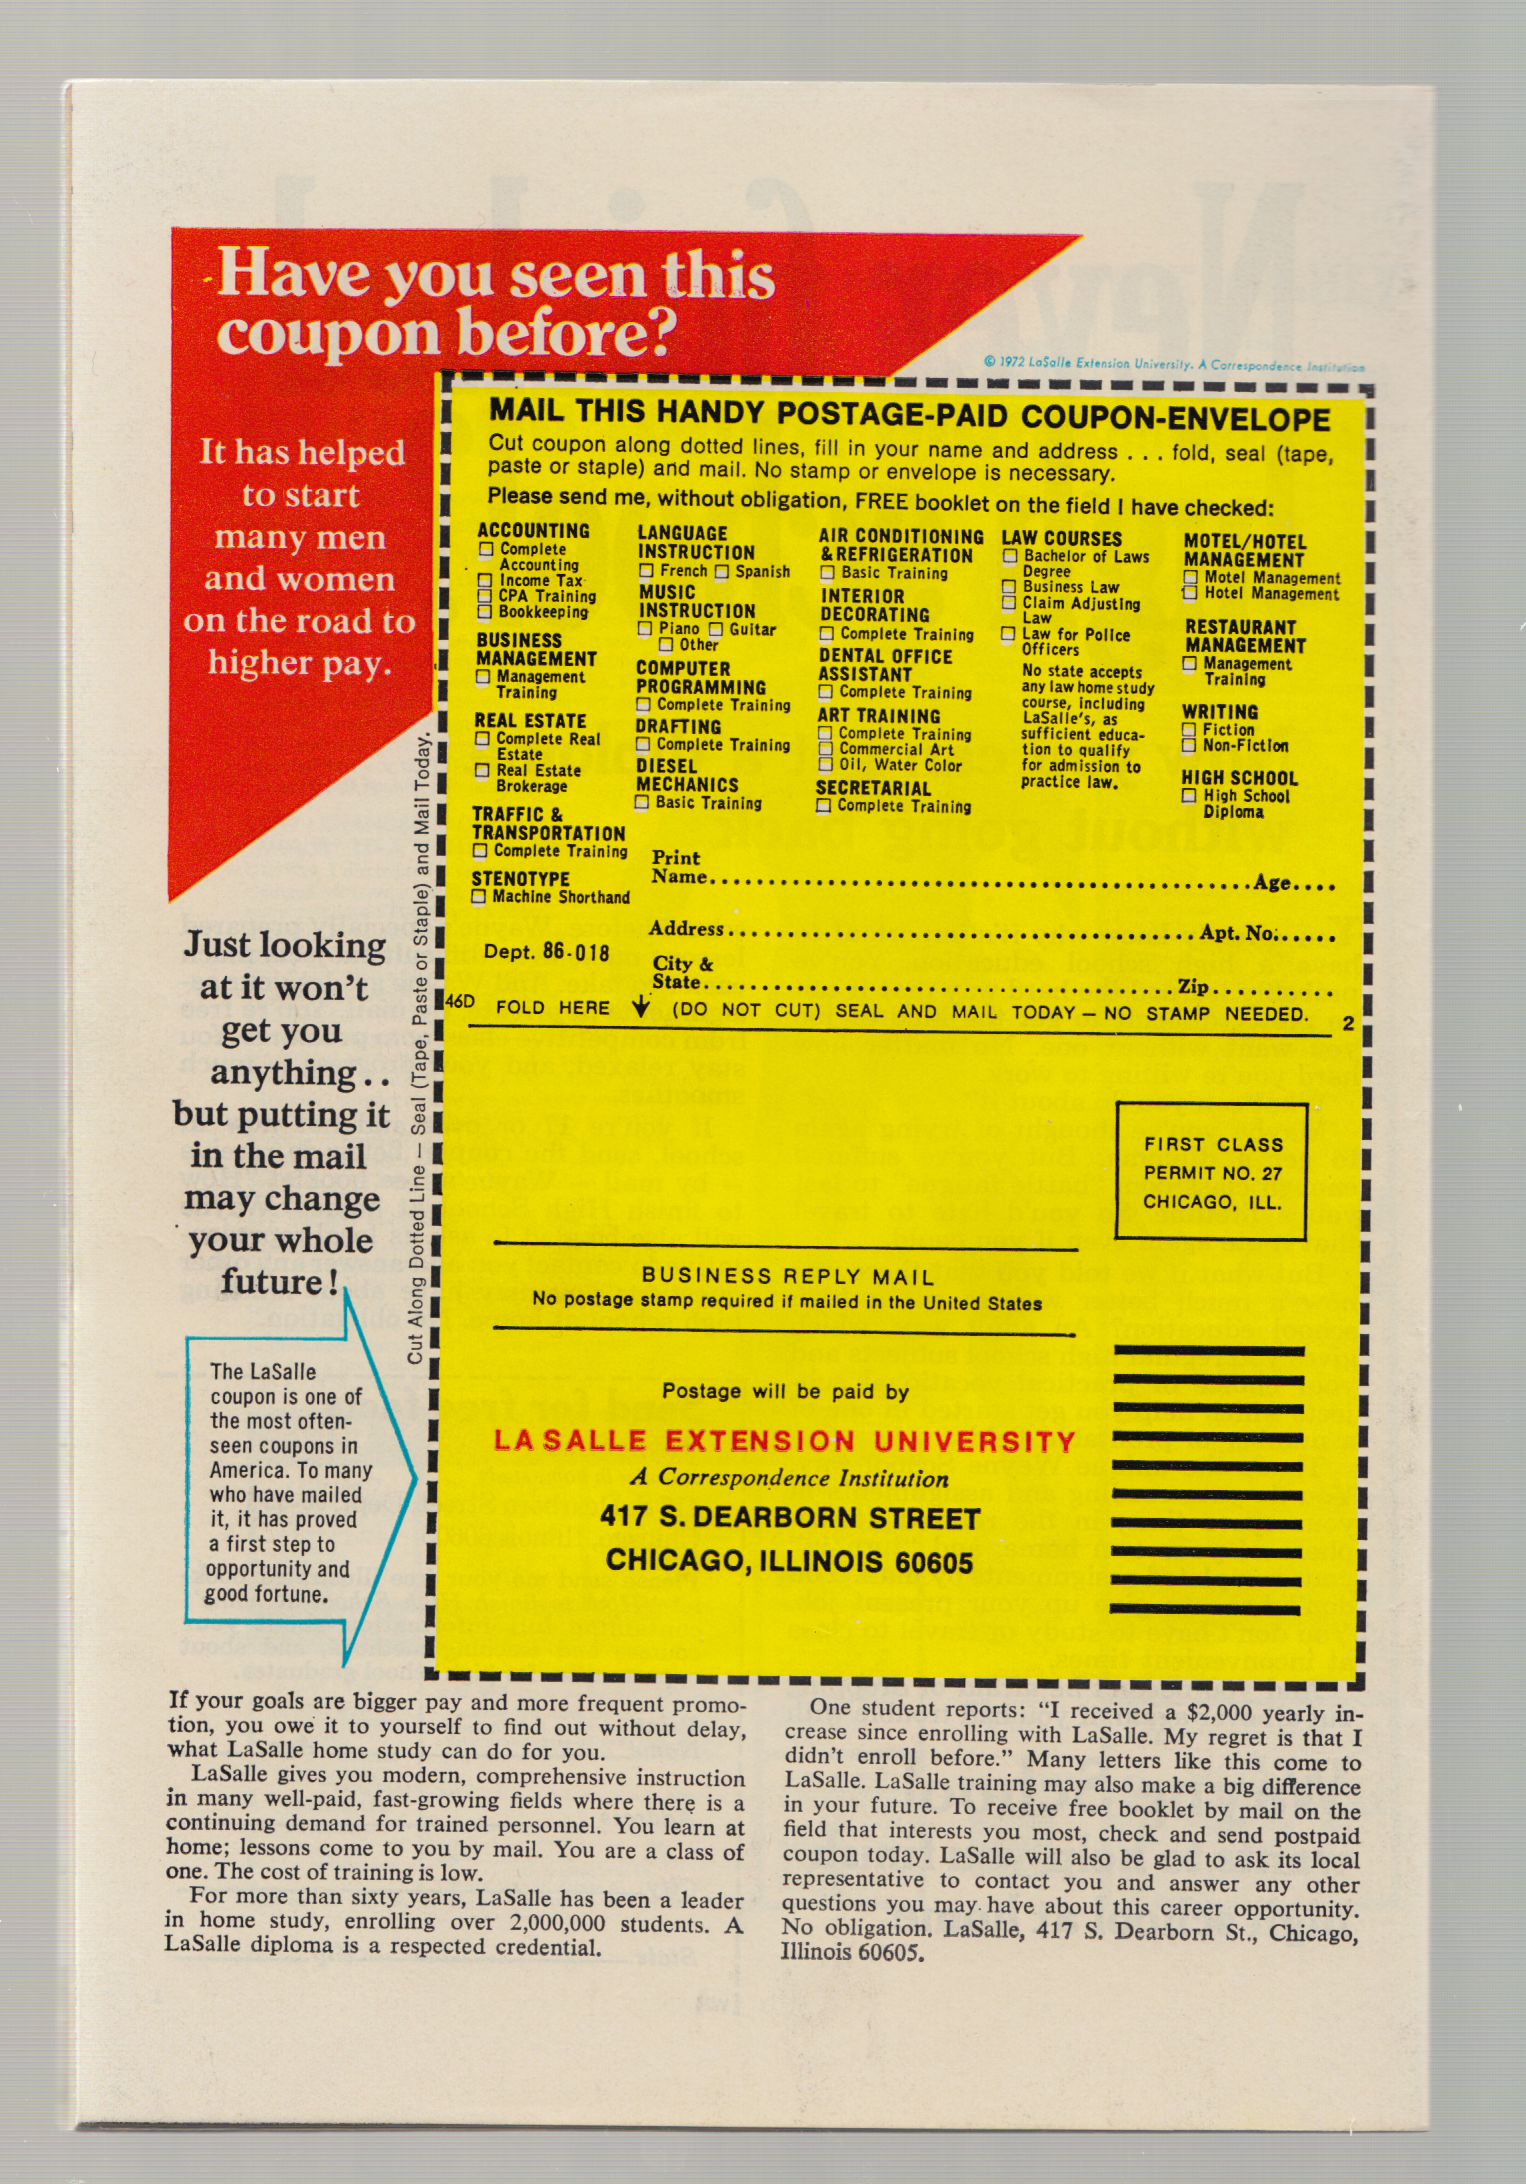 Have you seen this
coupon before?
It has helped
to start
many men
and women
on the road to
higher pay.
Just looking
at it won't
get you
anything . .
but putting it
in the mail
may change
your whole
future!
The LaSalle
coupon is one of
the most often-
seen coupons in
America. To many
who have mailed
it, it has proved
a first step to
opportunity and
good fortune.
Cut Along Dotted Line — Seal (Tape, Paste or Staple) and Mail Today.
© 1972 LaSalle Extension University. A Correspondence Institution
MAIL THIS HANDY POSTAGE-PAID COUPON-ENVELOPE
Cut coupon along dotted lines, fill in your name and address . . . fold, seal (tape,
paste or staple) and mail. No stamp or envelope is necessary.
Please send me, without obligation, FREE booklet on the field I have checked:
ACCOUNTING
☐ Complete
Accounting
☐ Income Tax
☐ CPA Training
☐ Bookkeeping
BUSINESS
MANAGEMENT
☐ Management
Training
REAL ESTATE
☐ Complete Real
Estate
☐ Real Estate
Brokerage
TRAFFIC &
TRANSPORTATION
☐ Complete Training
STENOTYPE
☐ Machine Shorthand
LANGUAGE
INSTRUCTION
☐ French ☐ Spanish
MUSIC
INSTRUCTION
☐ Piano ☐ Guitar
☐ Other
COMPUTER
PROGRAMMING
☐ Complete Training
DRAFTING
☐ Complete Training
DIESEL
MECHANICS
☐ Basic Training
AIR CONDITIONING
& REFRIGERATION
☐ Basic Training
INTERIOR
DECORATING
☐ Complete Training
DENTAL OFFICE
ASSISTANT
☐ Complete Training
ART TRAINING
☐ Complete Training
☐ Commercial Art
☐ Oil, Water Color
SECRETARIAL
☐ Complete Training
LAW COURSES
☐ Bachelor of Laws
Degree
☐ Business Law
☐ Claim Adjusting
Law
☐ Law for Police
Officers
No state accepts
any law home study
course, including
LaSalle's, as
sufficient educa-
tion to qualify
for admission to
practice law.
MOTEL/HOTEL
MANAGEMENT
☐ Motel Management
☐ Hotel Management
RESTAURANT
MANAGEMENT
☐ Management
Training
WRITING
☐ Fiction
☐ Non-Fiction
HIGH SCHOOL
☐ High School
Diploma
Print
Name.............................................Age....
Address.......................................Apt. No......
Dept. 86-018
City &
State.......................................Zip...........
46D FOLD HERE ↓ (DO NOT CUT) SEAL AND MAIL TODAY — NO STAMP NEEDED. 2
FIRST CLASS
PERMIT NO. 27
CHICAGO, ILL.
BUSINESS REPLY MAIL
No postage stamp required if mailed in the United States
Postage will be paid by
LA SALLE EXTENSION UNIVERSITY
A Correspondence Institution
417 S. DEARBORN STREET
CHICAGO, ILLINOIS 60605
If your goals are bigger pay and more frequent promo-
tion, you owe it to yourself to find out without delay,
what LaSalle home study can do for you.
LaSalle gives you modern, comprehensive instruction
in many well-paid, fast-growing fields where there is a
continuing demand for trained personnel. You learn at
home; lessons come to you by mail. You are a class of
one. The cost of training is low.
For more than sixty years, LaSalle has been a leader
in home study, enrolling over 2,000,000 students. A
LaSalle diploma is a respected credential.
One student reports: "I received a $2,000 yearly in-
crease since enrolling with LaSalle. My regret is that I
didn't enroll before." Many letters like this come to
LaSalle. LaSalle training may also make a big difference
in your future. To receive free booklet by mail on the
field that interests you most, check and send postpaid
coupon today. LaSalle will also be glad to ask its local
representative to contact you and answer any other
questions you may have about this career opportunity.
No obligation. LaSalle, 417 S. Dearborn St., Chicago,
Illinois 60605.